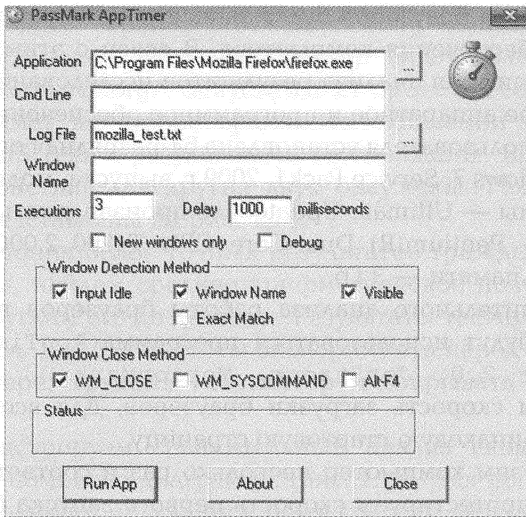 PassMark AppTimer
Application C:\Program Files\Mozilla Firefox\firefox.exe ...
Cmd Line
Log File mozilla_test.txt ...
Window
Name
Executions 3 Delay 1000 milliseconds
New windows only Debug
Window Detection Method
Input Idle Window Name Visible
Exact Match
Window Close Method
WM_CLOSE WM_SYSCOMMAND Alt-F4
Status
Run App About Close